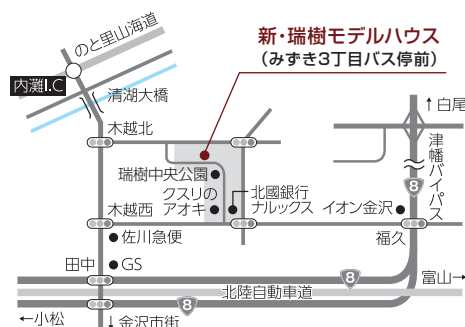 のと里山海道
新・瑞樹モデルハウス
（みずき3丁目バス停前）
内灘I.C
清湖大橋
↑白尾
木越北
津幡バイパス
瑞樹中央公園
8
クスリの
アオキ
北國銀行
ナルックス
イオン金沢
木越西
佐川急便
福久
田中
GS
8
富山→
北陸自動車道
8
←小松
↓金沢市街